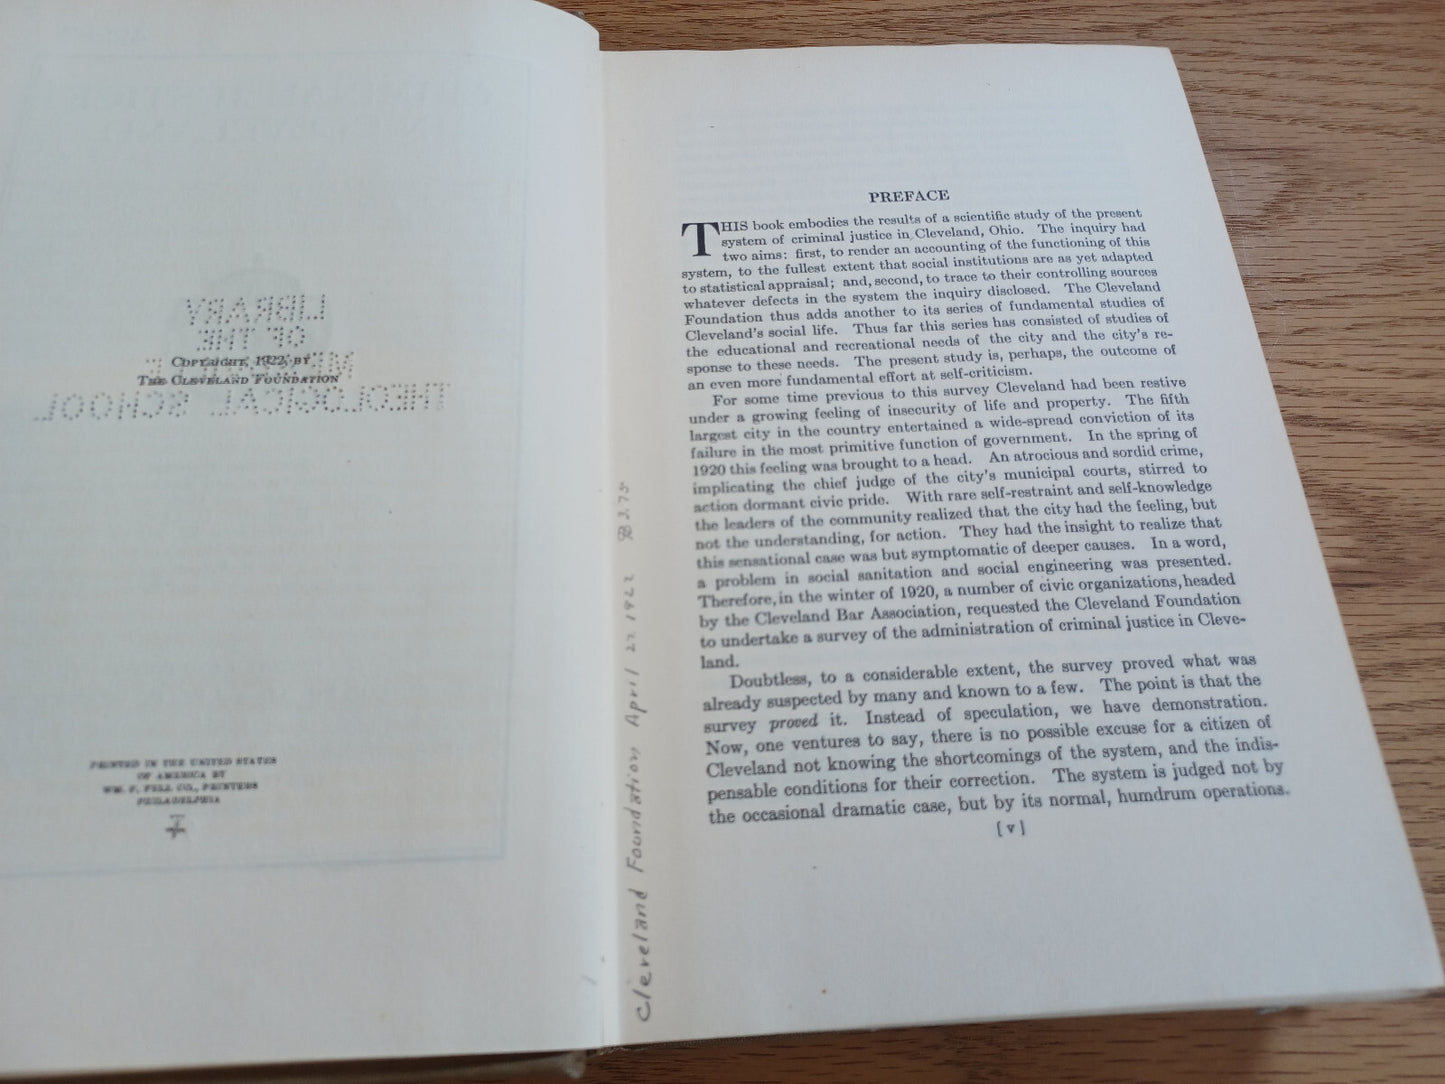 LIBRARY
OF THE
THEOLOGICAL SCHOOL
COPYRIGHT, 1922, BY
THE CLEVELAND FOUNDATION
PRINTED IN THE UNITED STATES
OF AMERICA BY
WM. F. FELL CO., PRINTERS
PHILADELPHIA
Cleveland Foundation April 22 1922
PREFACE
THIS book embodies the results of a scientific study of the present
system of criminal justice in Cleveland, Ohio. The inquiry had
two aims: first, to render an accounting of the functioning of this
system, to the fullest extent that social institutions are as yet adapted
to statistical appraisal; and, second, to trace to their controlling sources
whatever defects in the system the inquiry disclosed. The Cleveland
Foundation thus adds another to its series of fundamental studies of
Cleveland's social life. Thus far this series has consisted of studies of
the educational and recreational needs of the city and the city's re-
sponse to these needs. The present study is, perhaps, the outcome of
an even more fundamental effort at self-criticism.
For some time previous to this survey Cleveland had been restive
under a growing feeling of insecurity of life and property. The fifth
largest city in the country entertained a wide-spread conviction of its
failure in the most primitive function of government. In the spring of
1920 this feeling was brought to a head. An atrocious and sordid crime,
implicating the chief judge of the city's municipal courts, stirred to
action dormant civic pride. With rare self-restraint and self-knowledge
the leaders of the community realized that the city had the feeling, but
not the understanding, for action. They had the insight to realize that
this sensational case was but symptomatic of deeper causes. In a word,
a problem in social sanitation and social engineering was presented.
Therefore, in the winter of 1920, a number of civic organizations, headed
by the Cleveland Bar Association, requested the Cleveland Foundation
to undertake a survey of the administration of criminal justice in Cleve-
land.
Doubtless, to a considerable extent, the survey proved what was
already suspected by many and known to a few. The point is that the
survey proved it. Instead of speculation, we have demonstration.
Now, one ventures to say, there is no possible excuse for a citizen of
Cleveland not knowing the shortcomings of the system, and the indis-
pensable conditions for their correction. The system is judged not by
the occasional dramatic case, but by its normal, humdrum operations.
[ v ]